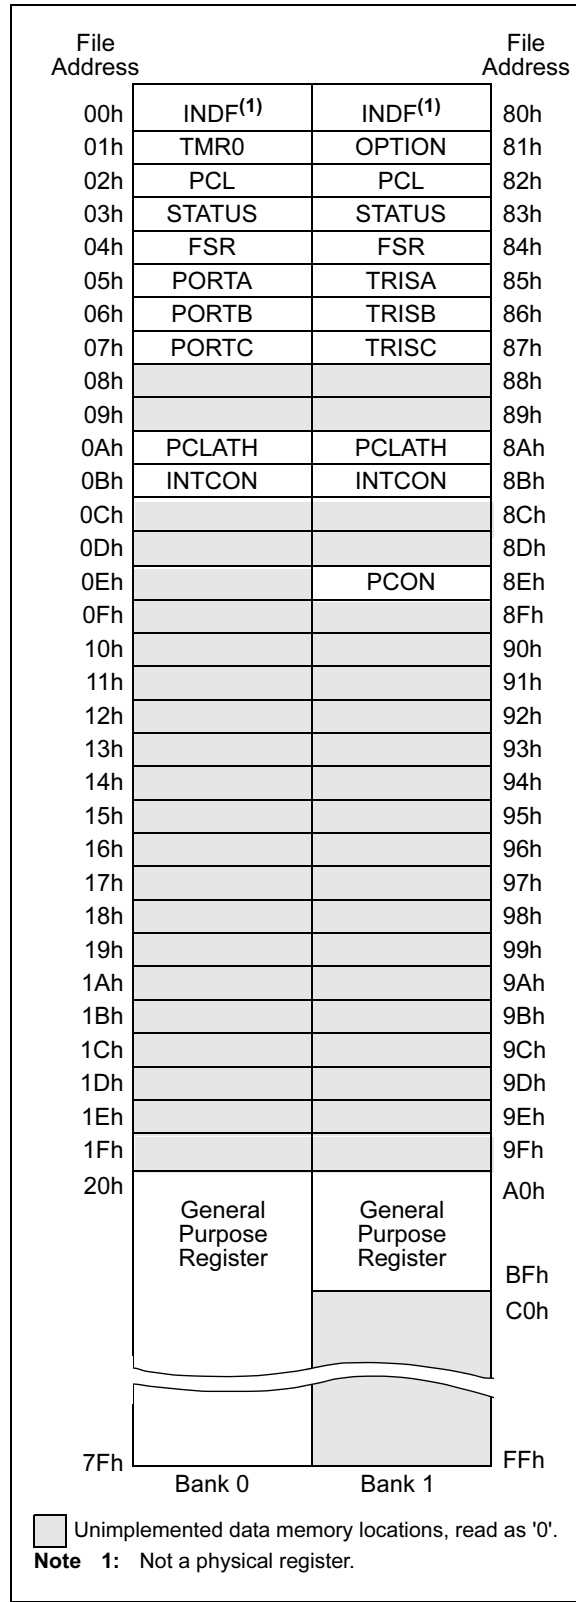 File Address File Address
00h INDF(1) INDF(1) 80h
01h TMR0 OPTION 81h
02h PCL PCL 82h
03h STATUS STATUS 83h
04h FSR FSR 84h
05h PORTA TRISA 85h
06h PORTB TRISB 86h
07h PORTC TRISC 87h
08h 88h
09h 89h
0Ah PCLATH PCLATH 8Ah
0Bh INTCON INTCON 8Bh
0Ch 8Ch
0Dh 8Dh
0Eh PCON 8Eh
0Fh 8Fh
10h 90h
11h 91h
12h 92h
13h 93h
14h 94h
15h 95h
16h 96h
17h 97h
18h 98h
19h 99h
1Ah 9Ah
1Bh 9Bh
1Ch 9Ch
1Dh 9Dh
1Eh 9Eh
1Fh 9Fh
20h A0h
General General
Purpose Purpose
Register Register
BFh
C0h
7Fh FFh
Bank 0 Bank 1
Unimplemented data memory locations, read as '0'.
Note 1: Not a physical register.